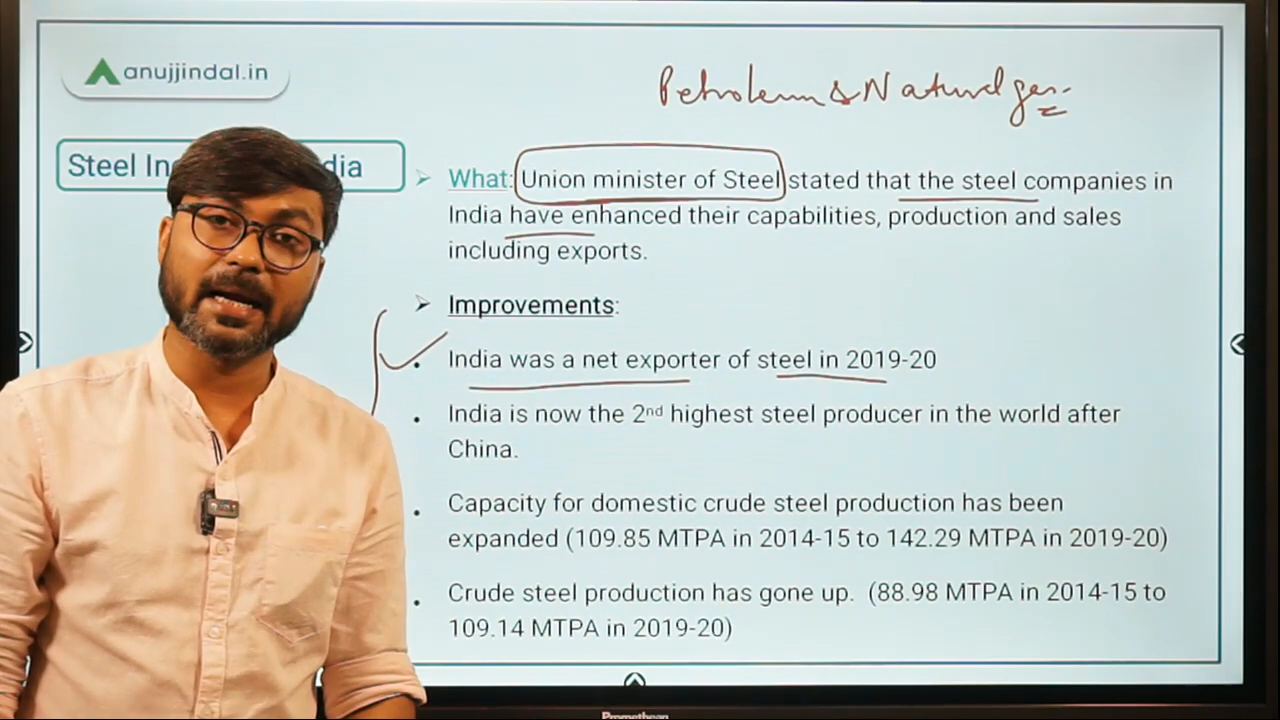 anujjindal.in
Petroleum & Natural gas.
Steel In dia
What: Union minister of Steel stated that the steel companies in
India have enhanced their capabilities, production and sales
including exports.
Improvements:
India was a net exporter of steel in 2019-20
India is now the 2nd highest steel producer in the world after
China.
Capacity for domestic crude steel production has been
expanded (109.85 MTPA in 2014-15 to 142.29 MTPA in 2019-20)
Crude steel production has gone up. (88.98 MTPA in 2014-15 to
109.14 MTPA in 2019-20)
Promethean